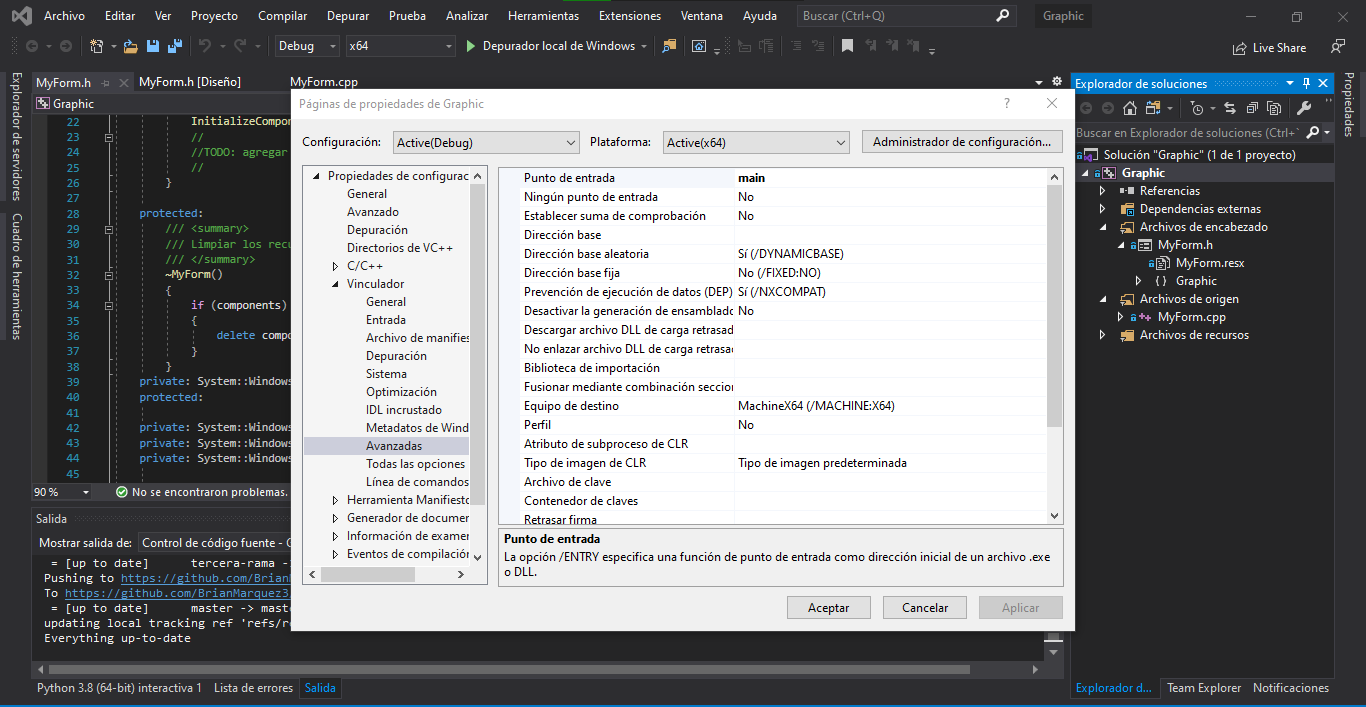 Archivo Editar Ver Proyecto Compilar Depurar Prueba Analizar Herramientas Extensiones Ventana Ayuda Buscar (Ctrl+Q) Graphic
Debug x64 Depurador local de Windows Live Share
Explorador de servidores
Cuadro de herramientas
MyForm.h MyForm.h [Diseño] MyForm.cpp
Graphic
22 InitializeCompon
23 //
24 //TODO: agregar
25 //
26 }
27
28 protected:
29 /// <summary>
30 /// Limpiar los recu
31 /// </summary>
32 ~MyForm()
33 {
34 if (components)
35 {
36 delete compo
37 }
38 }
39 private: System::Windows
40 protected:
41
42 private: System::Windows
43 private: System::Windows
44 private: System::Windows
45
90 % No se encontraron problemas.
Salida
Mostrar salida de: Control de código fuente - G
= [up to date] tercera-rama -
Pushing to https://github.com/Brian
To https://github.com/BrianMarquez3
= [up to date] master -> mast
updating local tracking ref 'refs/r
Everything up-to-date
Python 3.8 (64-bit) interactiva 1 Lista de errores Salida
Páginas de propiedades de Graphic ?
Configuración: Active(Debug) Plataforma: Active(x64) Administrador de configuración...
Propiedades de configurac
General
Avanzado
Depuración
Directorios de VC++
C/C++
Vinculador
General
Entrada
Archivo de manifies
Depuración
Sistema
Optimización
IDL incrustado
Metadatos de Wind
Avanzadas
Todas las opciones
Línea de comandos
Herramienta Manifiesto
Generador de documen
Información de examen
Eventos de compilación
Punto de entrada main
Ningún punto de entrada No
Establecer suma de comprobación No
Dirección base
Dirección base aleatoria Sí (/DYNAMICBASE)
Dirección base fija No (/FIXED:NO)
Prevención de ejecución de datos (DEP) Sí (/NXCOMPAT)
Desactivar la generación de ensamblado No
Descargar archivo DLL de carga retrasad
No enlazar archivo DLL de carga retrasa
Biblioteca de importación
Fusionar mediante combinación seccion
Equipo de destino MachineX64 (/MACHINE:X64)
Perfil No
Atributo de subproceso de CLR
Tipo de imagen de CLR Tipo de imagen predeterminada
Archivo de clave
Contenedor de claves
Retrasar firma
Punto de entrada
La opción /ENTRY especifica una función de punto de entrada como dirección inicial de un archivo .exe
o DLL.
Aceptar Cancelar Aplicar
Explorador de soluciones
Buscar en Explorador de soluciones (Ctrl+
Solución "Graphic" (1 de 1 proyecto)
Graphic
Referencias
Dependencias externas
Archivos de encabezado
MyForm.h
MyForm.resx
{ } Graphic
Archivos de origen
MyForm.cpp
Archivos de recursos
Explorador d... Team Explorer Notificaciones
Propiedades